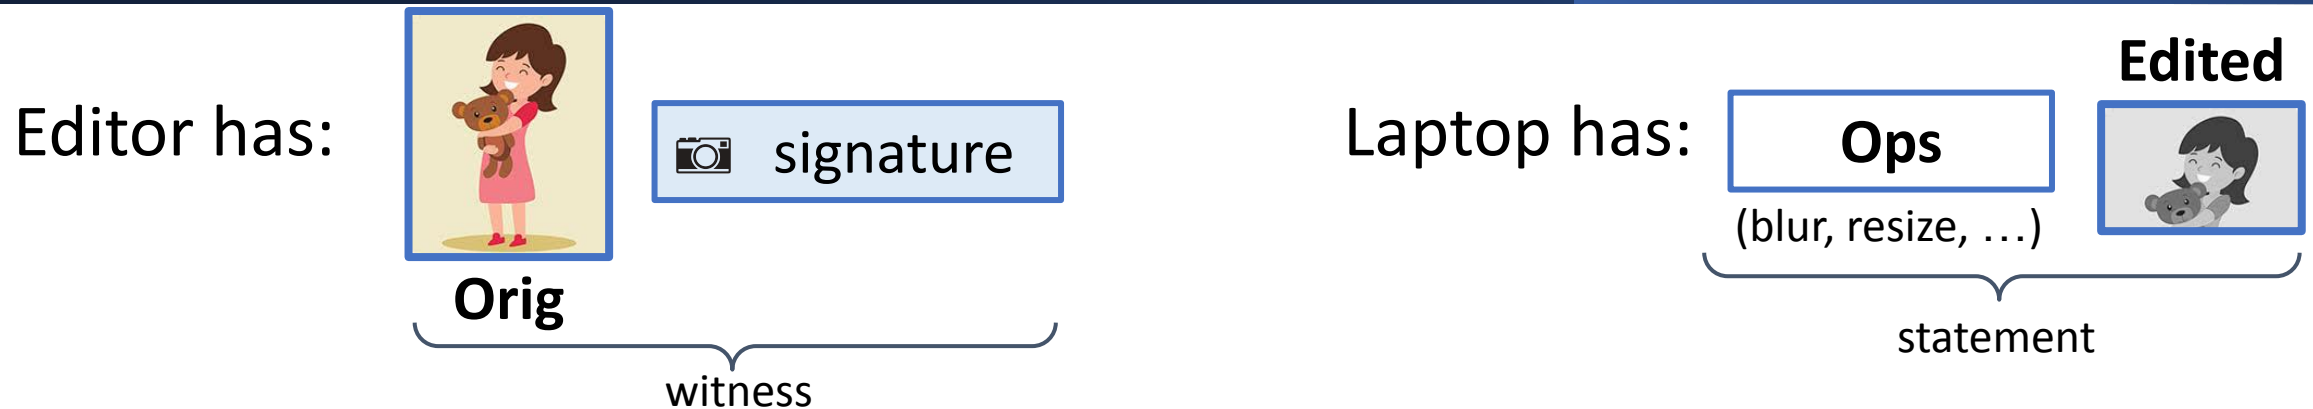 Editor has:
Orig
signature
witness
Laptop has:
Ops
(blur, resize, …)
Edited
statement